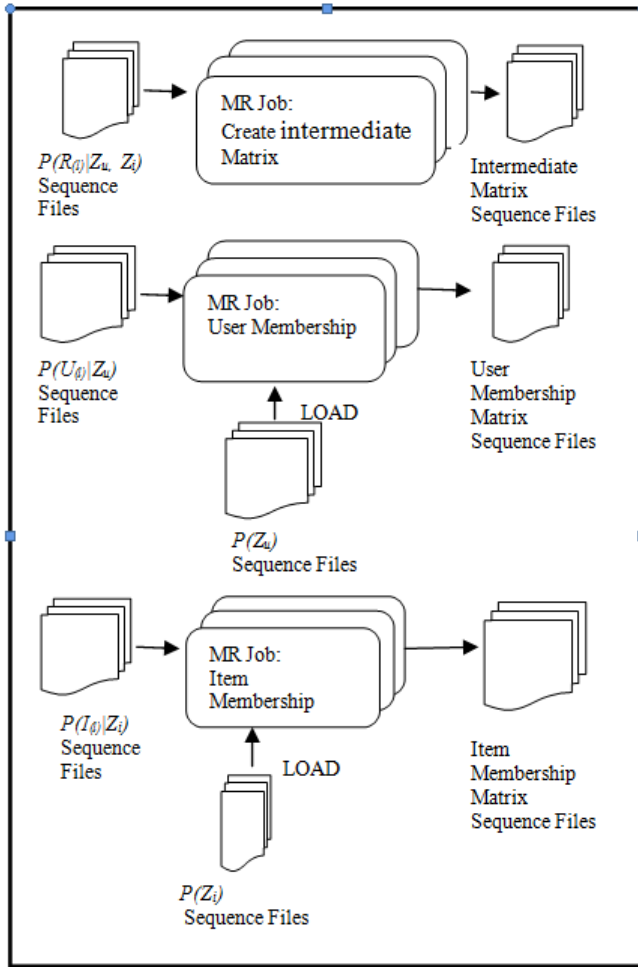 MR Job:
Create intermediate
Matrix
P(R(l)|Zu, Zi)
Sequence
Files
Intermediate
Matrix
Sequence Files
MR Job:
User Membership
P(U(l)|Zu)
Sequence
Files
User
Membership
Matrix
Sequence Files
LOAD
P(Zu)
Sequence Files
MR Job:
Item
Membership
P(I(l)|Zi)
Sequence
Files
Item
Membership
Matrix
Sequence Files
LOAD
P(Zi)
Sequence Files